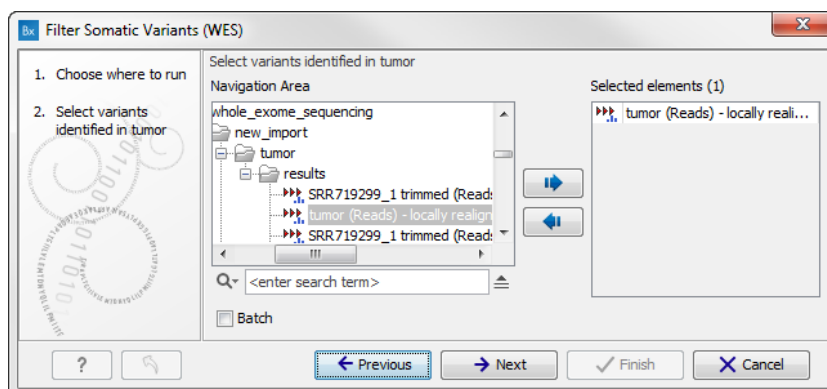 Bx Filter Somatic Variants (WES)
1. Choose where to run
2. Select variants
identified in tumor
Select variants identified in tumor
Navigation Area
whole_exome_sequencing
new_import
tumor
results
SRR719299_1 trimmed (Reads
tumor (Reads) - locally realign
SRR719299_1 trimmed (Reads
<enter search term>
Batch
Selected elements (1)
tumor (Reads) - locally reali...
? Previous Next Finish Cancel